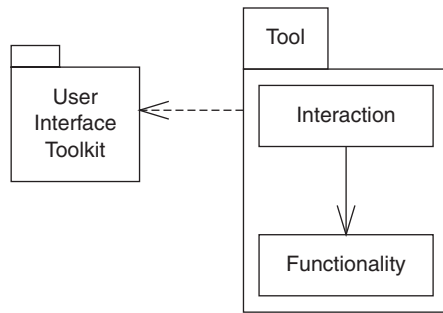 User
Interface
Toolkit
Tool
Interaction
Functionality